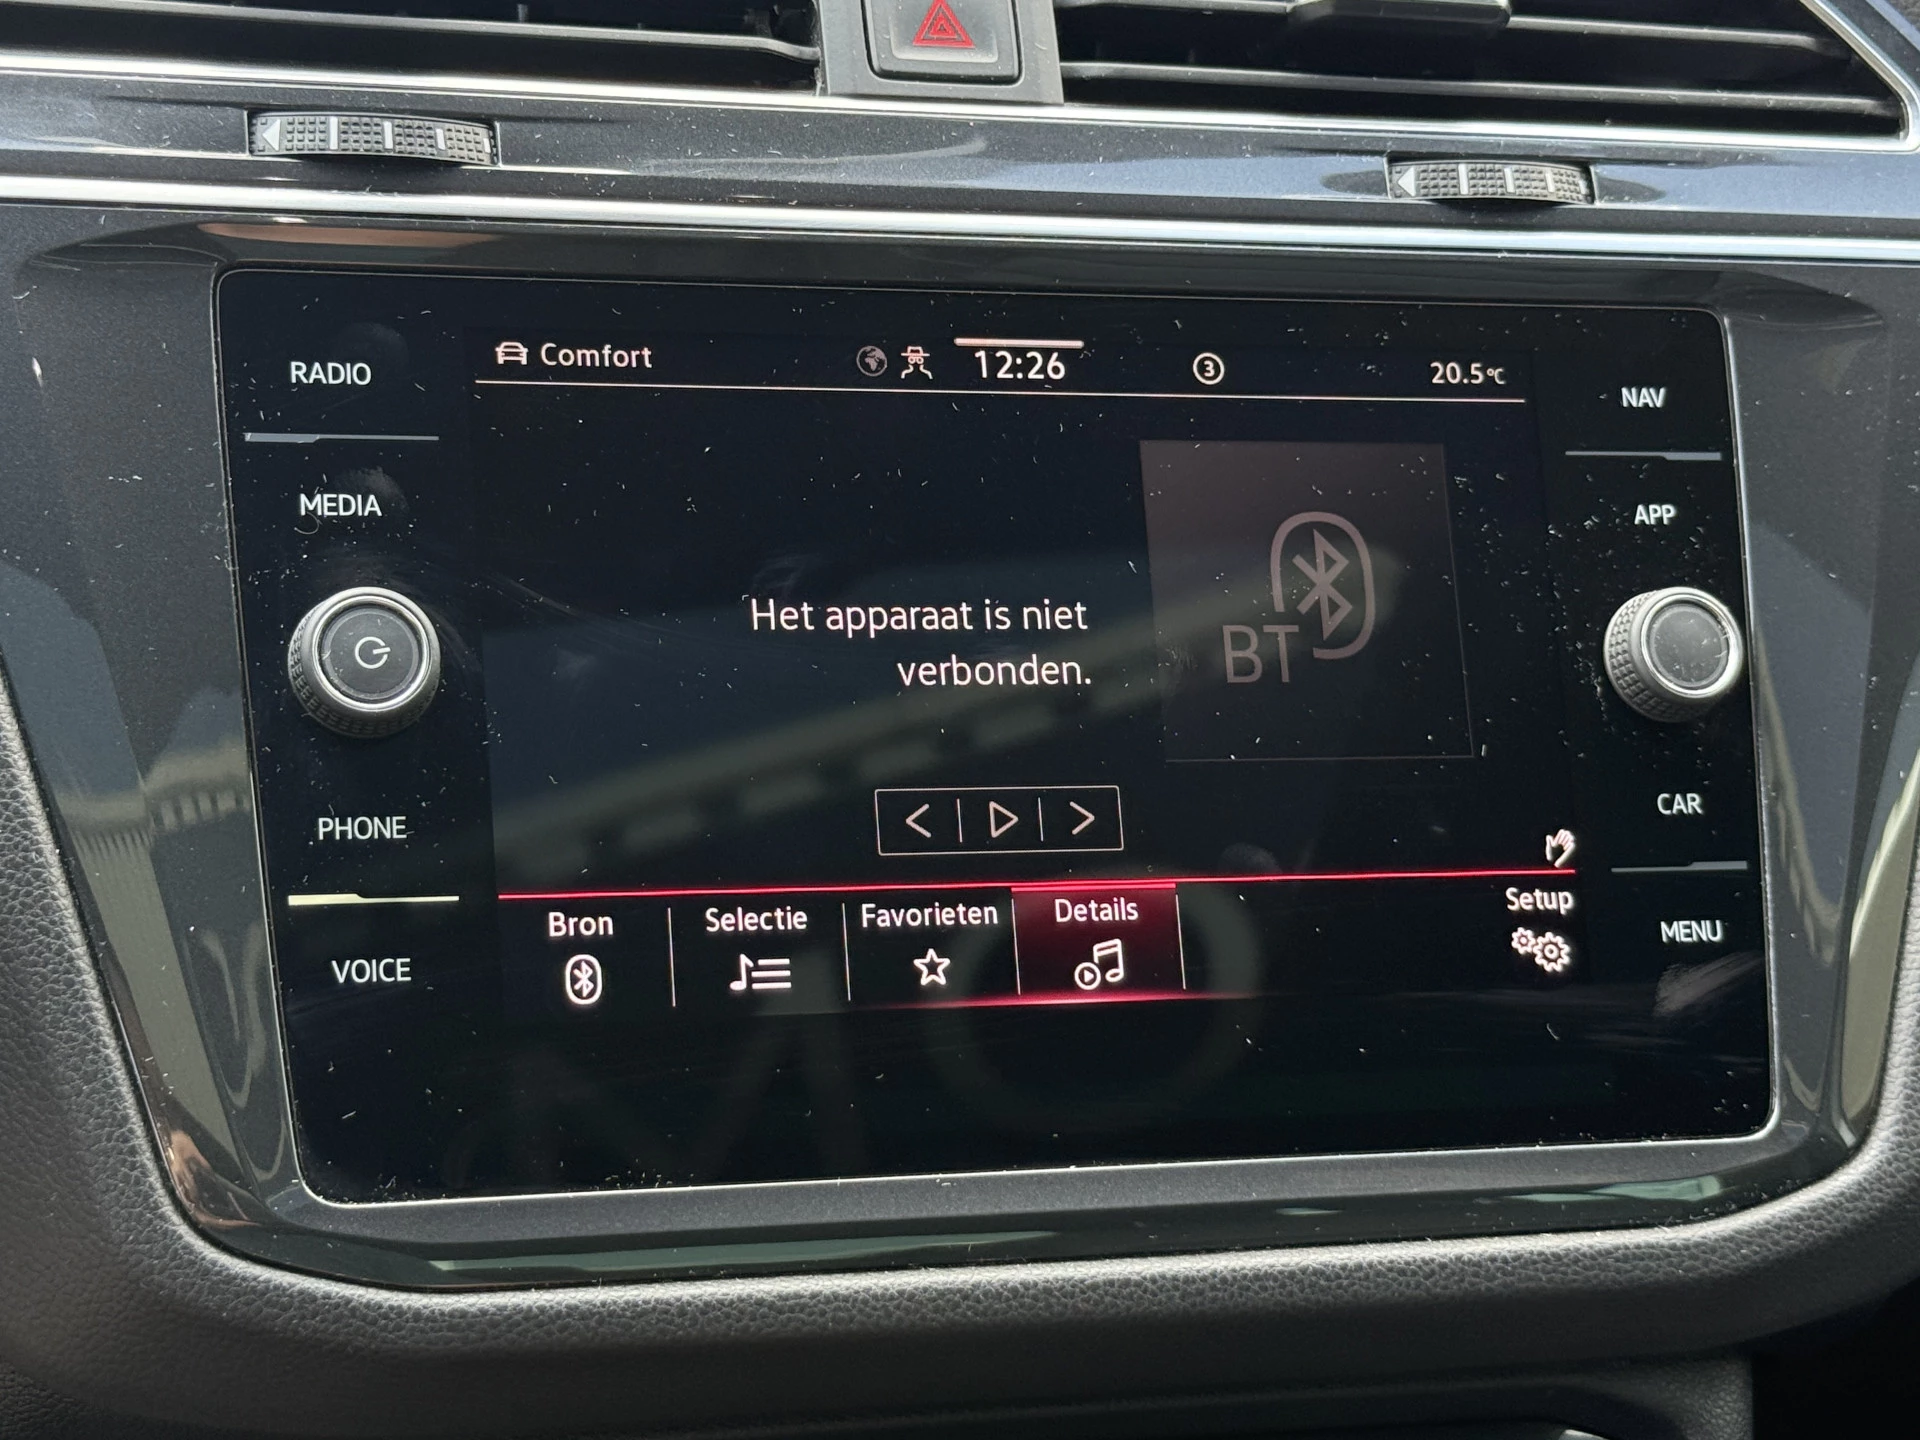 RADIO
MEDIA
PHONE
VOICE
Comfort
12:26
3
20.5°C
Het apparaat is niet
verbonden.
BT
Bron
Selectie
Favorieten
Details
Setup
NAV
APP
CAR
MENU